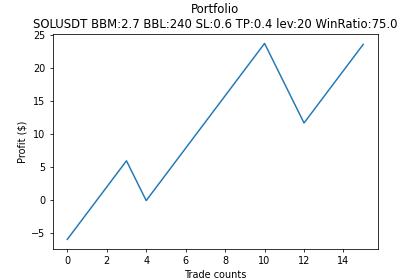 Portfolio
SOLUSDT BBM:2.7 BBL:240 SL:0.6 TP:0.4 lev:20 WinRatio:75.0
25
20
15
10
5
0
−5
Profit ($)
0 2 4 6 8 10 12 14
Trade counts